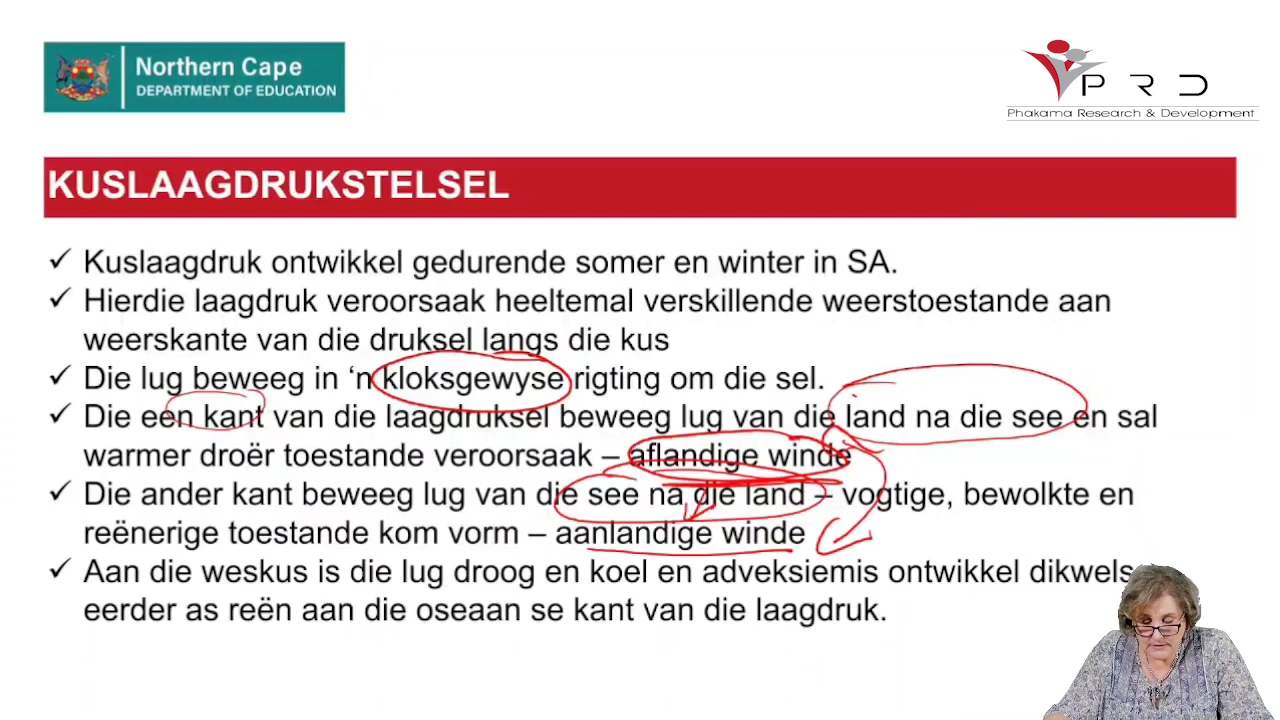 Northern Cape
DEPARTMENT OF EDUCATION
PRD
Phakama Research & Development
KUSLAAGDRUKSTELSEL
✓ Kuslaagdruk ontwikkel gedurende somer en winter in SA.
✓ Hierdie laagdruk veroorsaak heeltemal verskillende weerstoestande aan
weerskante van die druksel langs die kus
✓ Die lug beweeg in ‘n kloksgewyse rigting om die sel.
✓ Die een kant van die laagdruksel beweeg lug van die land na die see en sal
warmer droër toestande veroorsaak – aflandige winde
✓ Die ander kant beweeg lug van die see na die land – vogtige, bewolkte en
reënerige toestande kom vorm – aanlandige winde
✓ Aan die weskus is die lug droog en koel en adveksiemis ontwikkel dikwels
eerder as reën aan die oseaan se kant van die laagdruk.